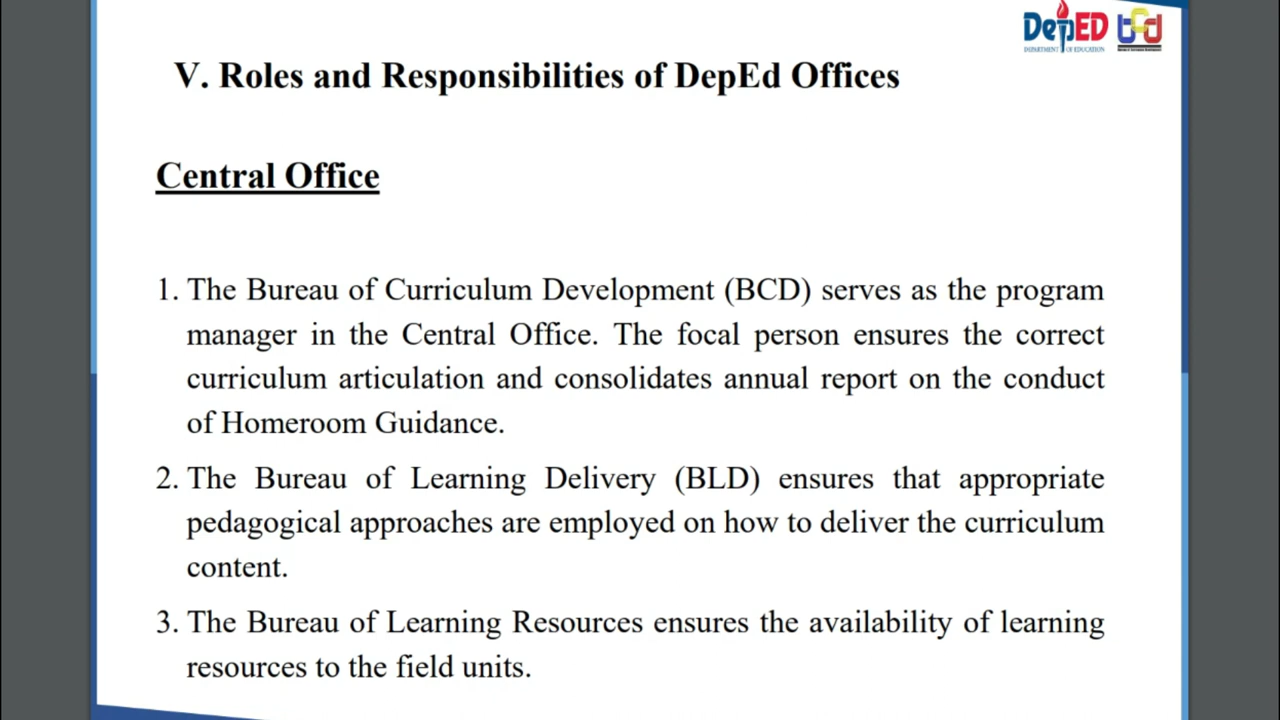 DepED
DEPARTMENT OF EDUCATION
bcd
V. Roles and Responsibilities of DepEd Offices
Central Office
1. The Bureau of Curriculum Development (BCD) serves as the program
manager in the Central Office. The focal person ensures the correct
curriculum articulation and consolidates annual report on the conduct
of Homeroom Guidance.
2. The Bureau of Learning Delivery (BLD) ensures that appropriate
pedagogical approaches are employed on how to deliver the curriculum
content.
3. The Bureau of Learning Resources ensures the availability of learning
resources to the field units.